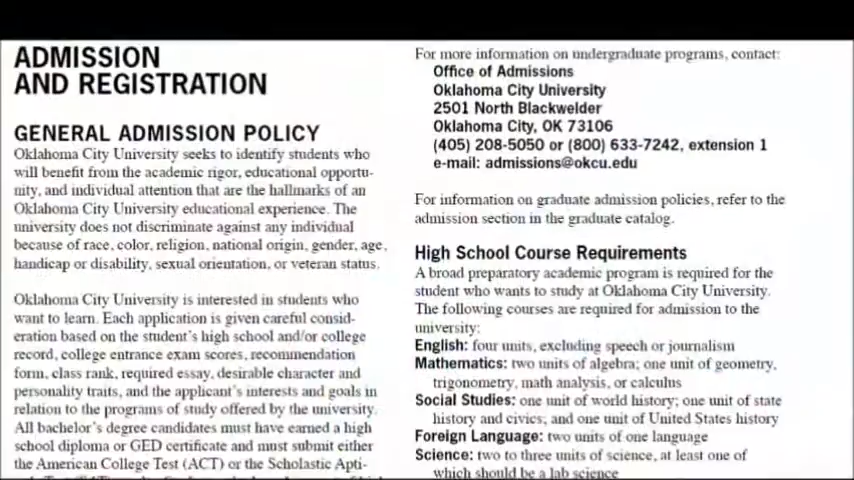 ADMISSION
AND REGISTRATION
GENERAL ADMISSION POLICY
Oklahoma City University seeks to identify students who
will benefit from the academic rigor, educational opportu-
nity, and individual attention that are the hallmarks of an
Oklahoma City University educational experience. The
university does not discriminate against any individual
because of race, color, religion, national origin, gender, age,
handicap or disability, sexual orientation, or veteran status.
Oklahoma City University is interested in students who
want to learn. Each application is given careful consid-
eration based on the student's high school and/or college
record, college entrance exam scores, recommendation
form, class rank, required essay, desirable character and
personality traits, and the applicant's interests and goals in
relation to the programs of study offered by the university.
All bachelor's degree candidates must have earned a high
school diploma or GED certificate and must submit either
the American College Test (ACT) or the Scholastic Apti-
For more information on undergraduate programs, contact:
Office of Admissions
Oklahoma City University
2501 North Blackwelder
Oklahoma City, OK 73106
(405) 208-5050 or (800) 633-7242, extension 1
e-mail: admissions@okcu.edu
For information on graduate admission policies, refer to the
admission section in the graduate catalog.
High School Course Requirements
A broad preparatory academic program is required for the
student who wants to study at Oklahoma City University.
The following courses are required for admission to the
university:
English: four units, excluding speech or journalism
Mathematics: two units of algebra; one unit of geometry,
trigonometry, math analysis, or calculus
Social Studies: one unit of world history; one unit of state
history and civics; and one unit of United States history
Foreign Language: two units of one language
Science: two to three units of science, at least one of
which should be a lab science